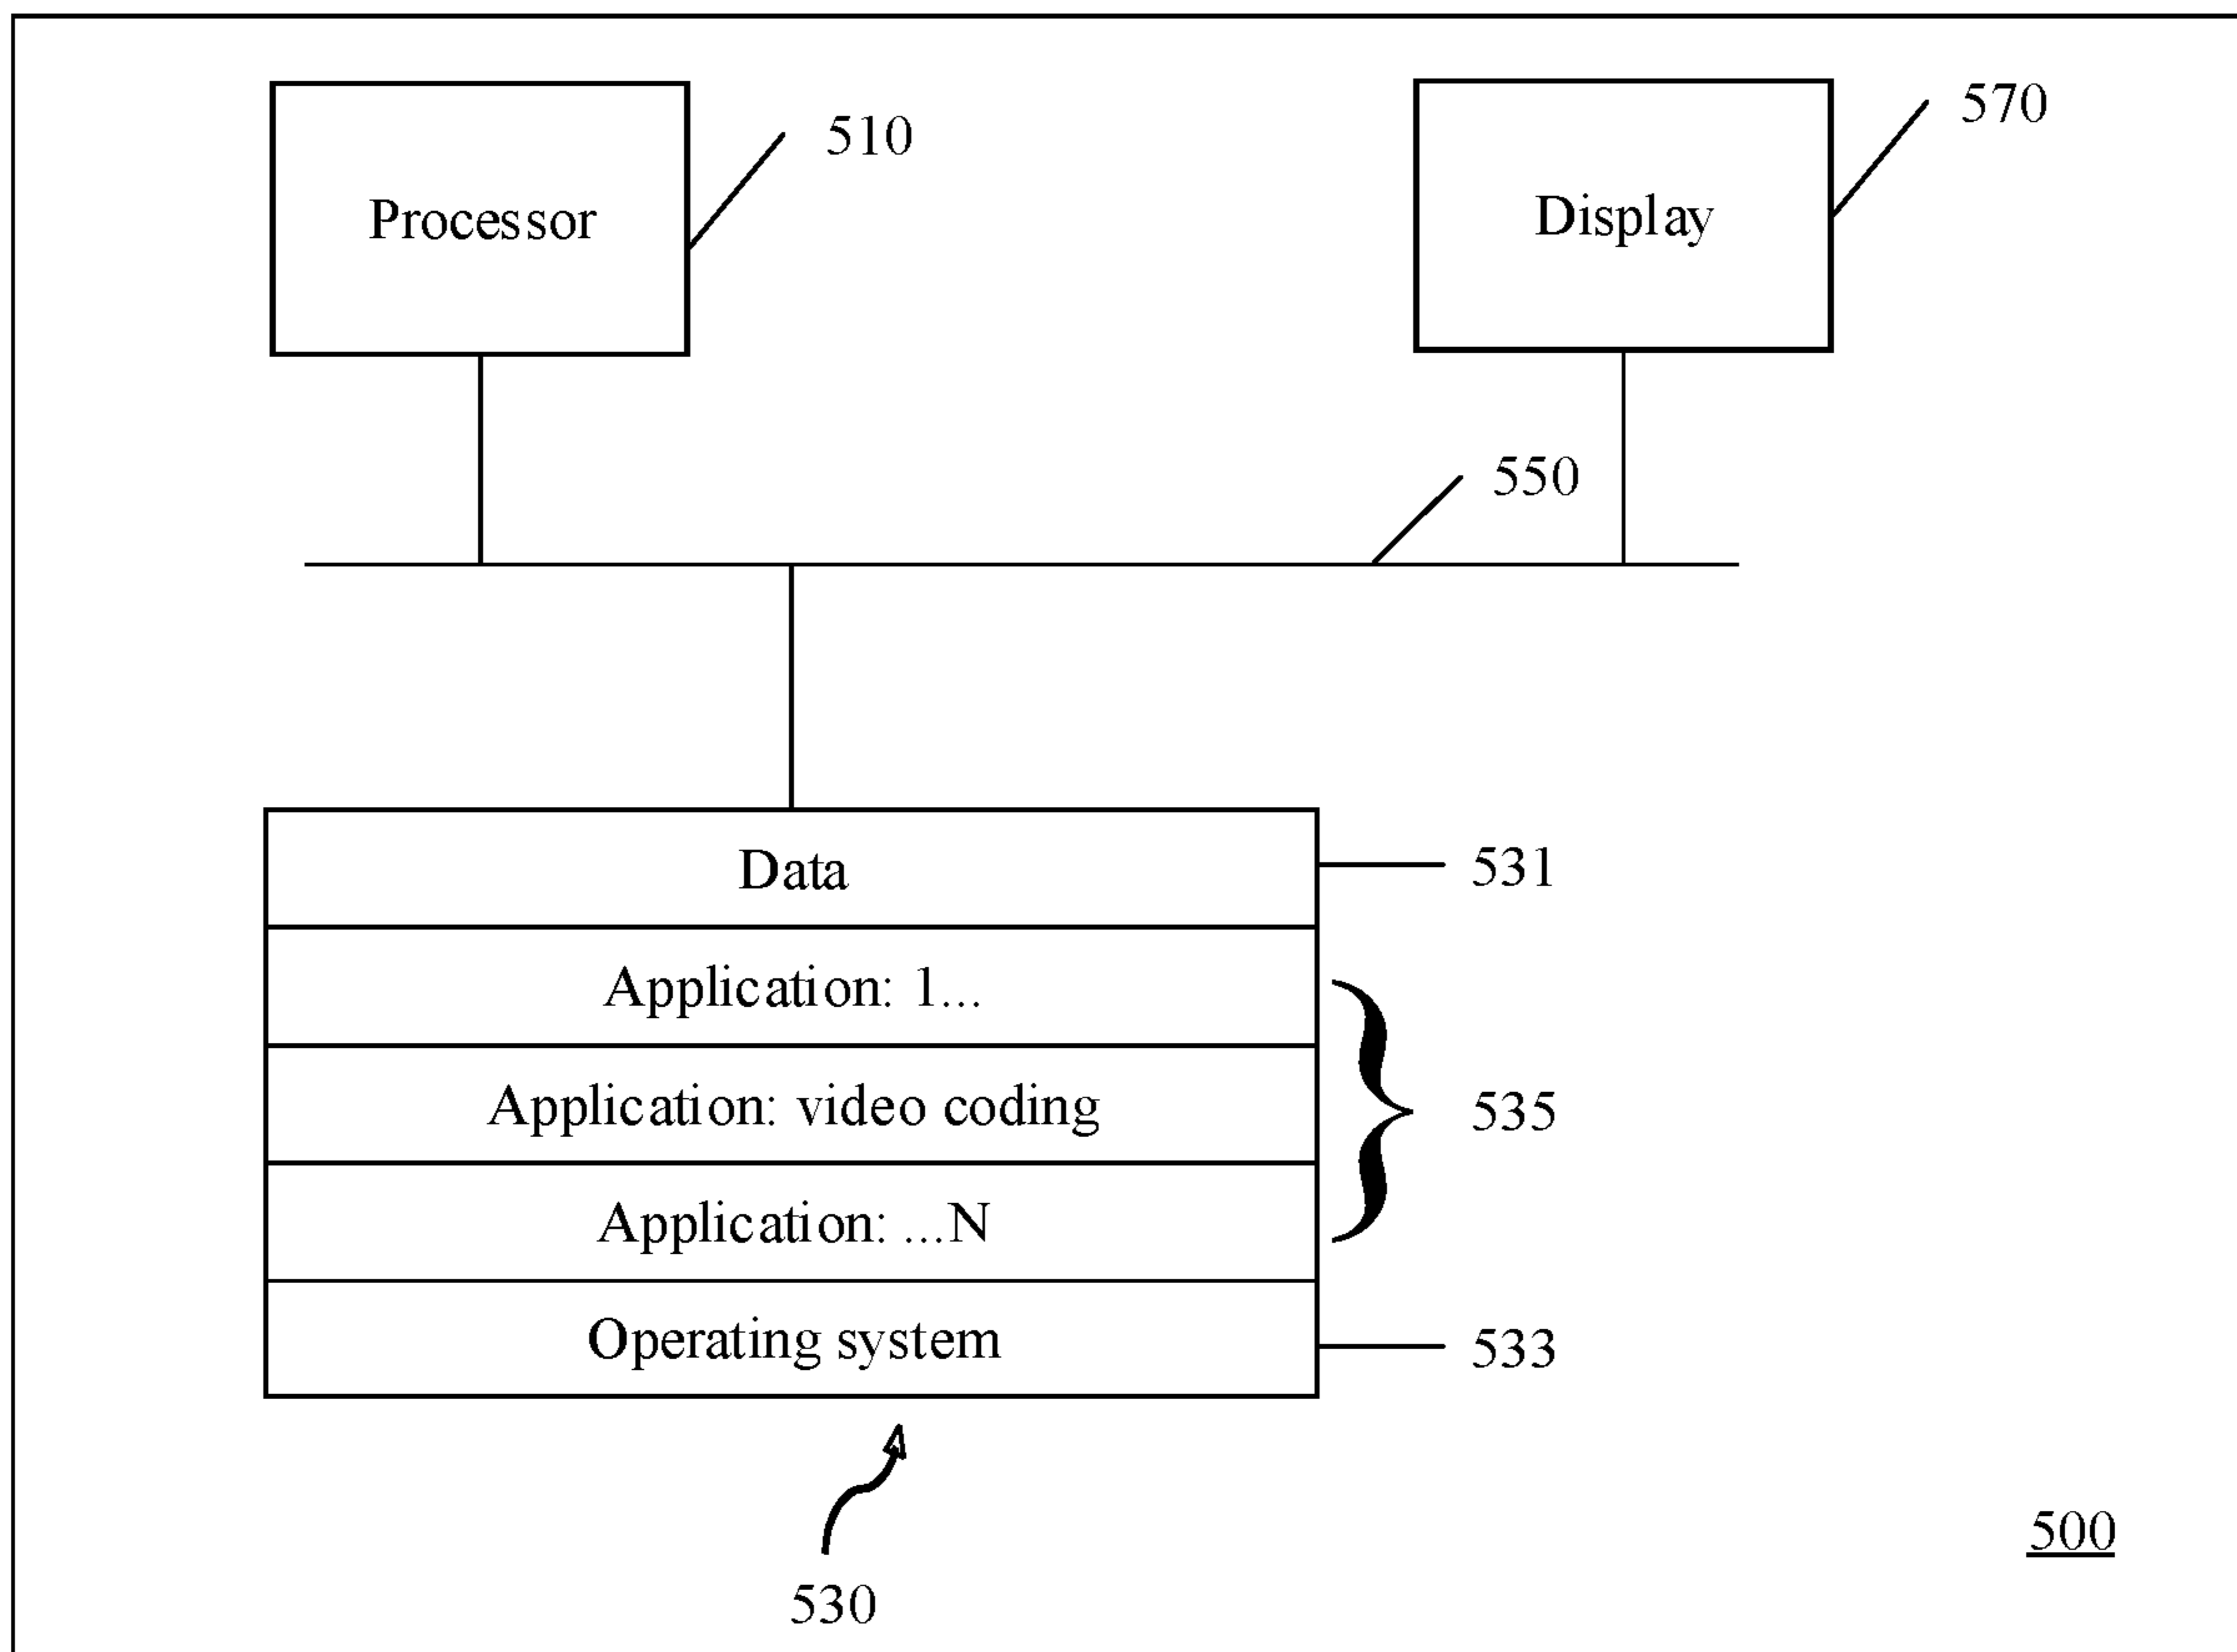 570
510
Processor
Display
550
Data
531
Application: 1...
Application: video coding
535
Application: ...N
Operating system
533
500
530